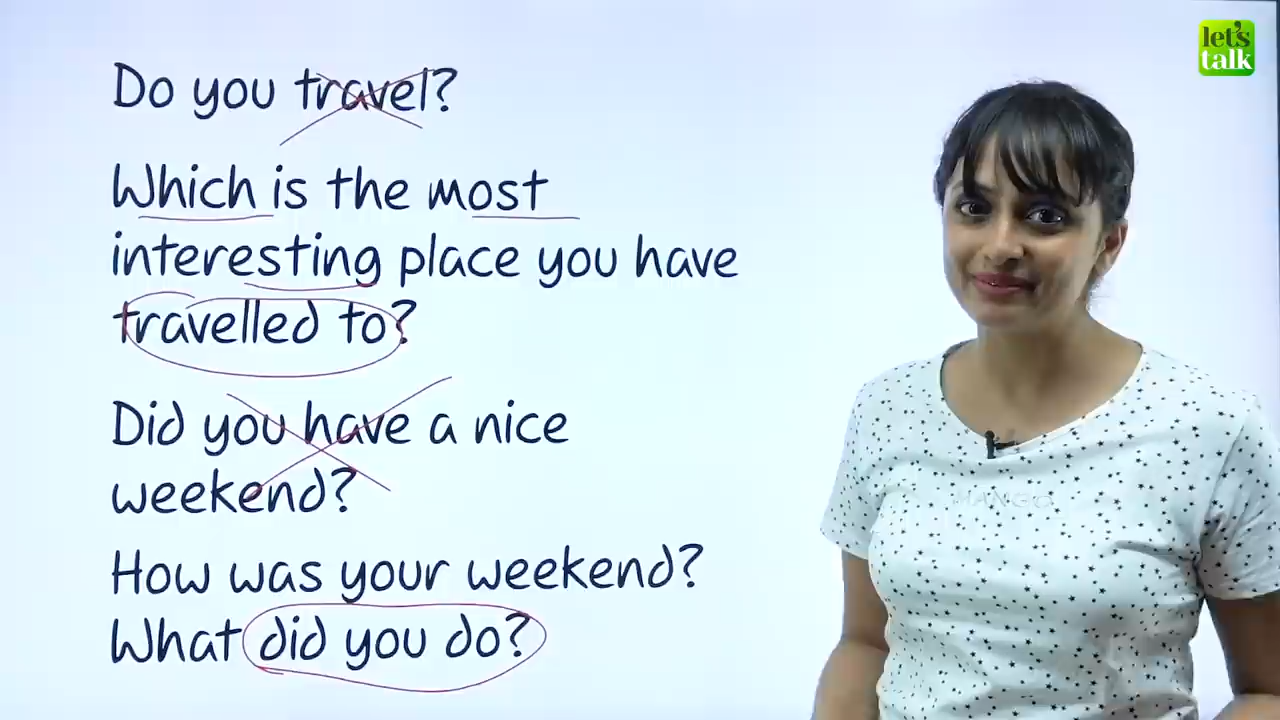 let's
talk
Do you travel?
Which is the most
interesting place you have
travelled to?
Did you have a nice
weekend?
How was your weekend?
What did you do?
MANGO